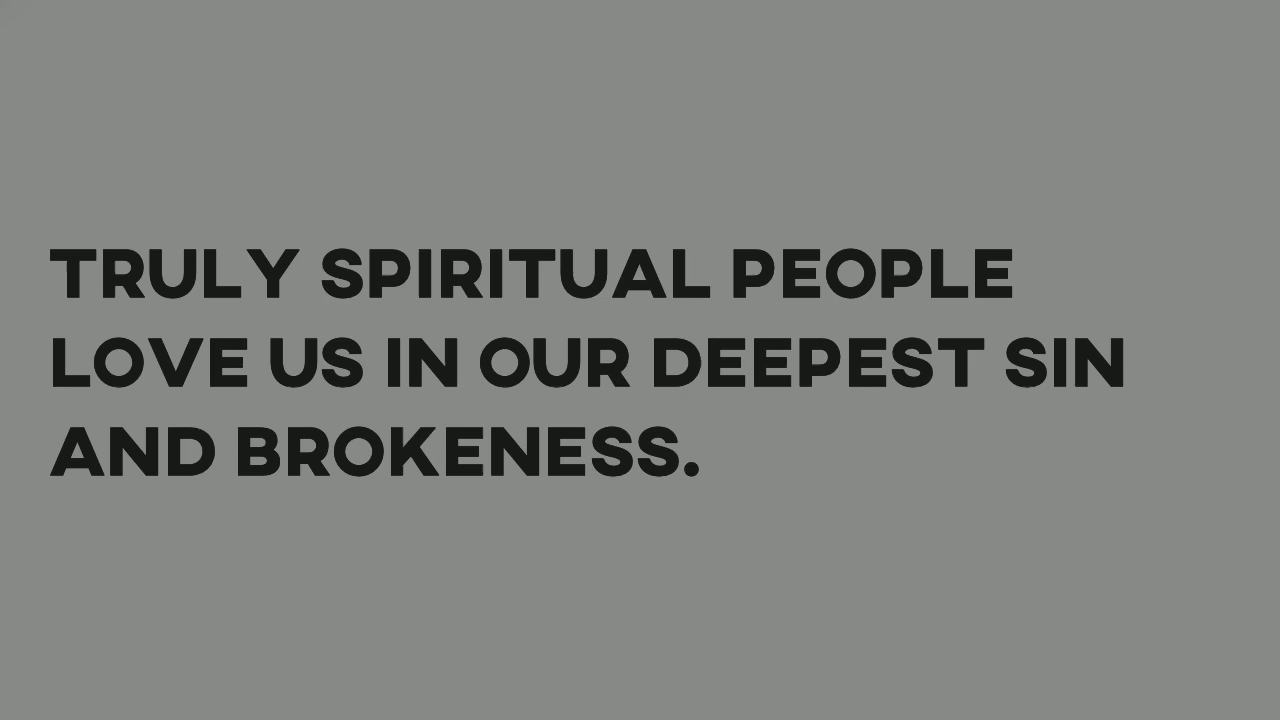 TRULY SPIRITUAL PEOPLE
LOVE US IN OUR DEEPEST SIN
AND BROKENESS.